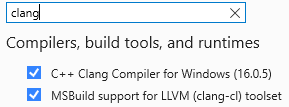 clang
Compilers, build tools, and runtimes
C++ Clang Compiler for Windows (16.0.5)
MSBuild support for LLVM (clang-cl) toolset